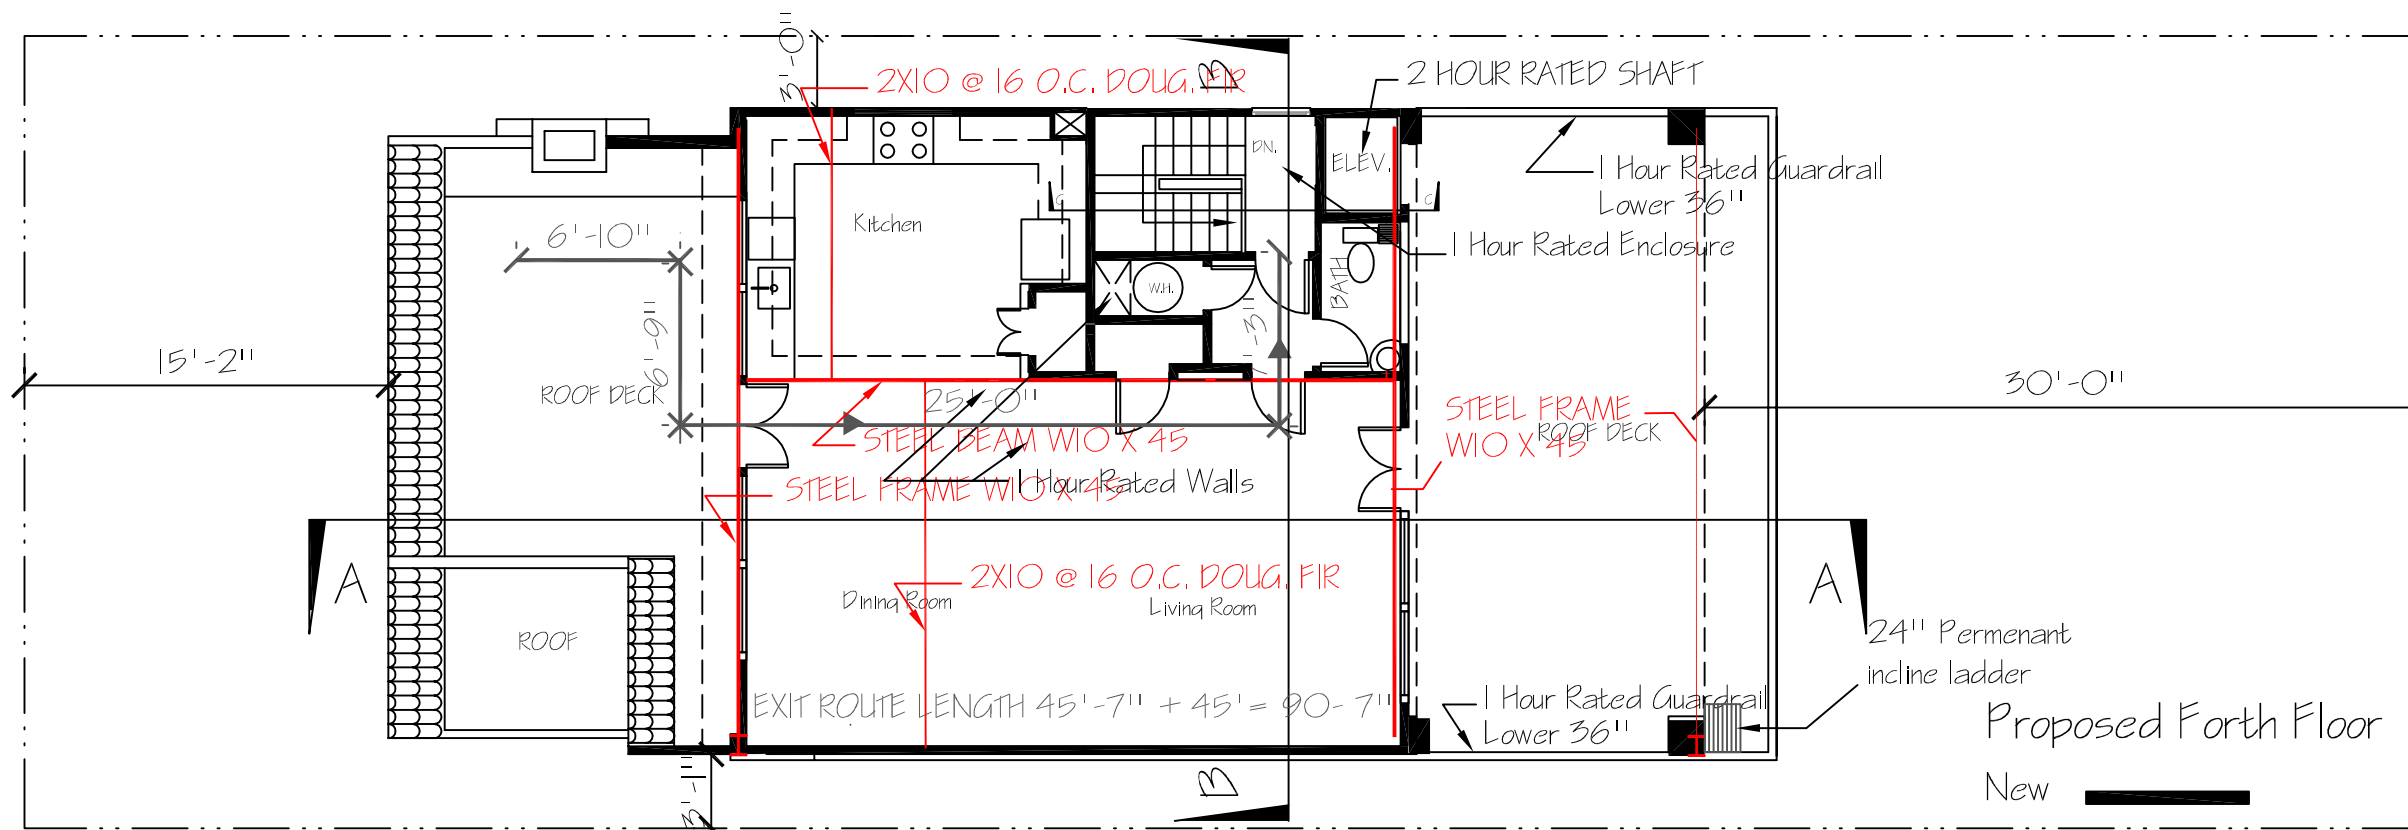 3'-0"
B
2X10 @ 16 O.C. DOUG. FIR
2 HOUR RATED SHAFT
DN.
ELEV.
1 Hour Rated Guardrail
Lower 36"
C
C
Kitchen
6'-10"
1 Hour Rated Enclosure
BATH
W.H.
6'-9"
15'-2"
ROOF DECK
25'-0"
30'-0"
STEEL FRAME
W10 X 45
ROOF DECK
STEEL BEAM W10 X 45
1 Hour Rated Walls
STEEL FRAME W10 X 45
A
2X10 @ 16 O.C. DOUG. FIR
A
Dining Room
Living Room
ROOF
24" Permenant
incline ladder
EXIT ROUTE LENGTH 45'-7" + 45' = 90-7"
1 Hour Rated Guardrail
Lower 36"
Proposed Forth Floor
3'-1"
B
New